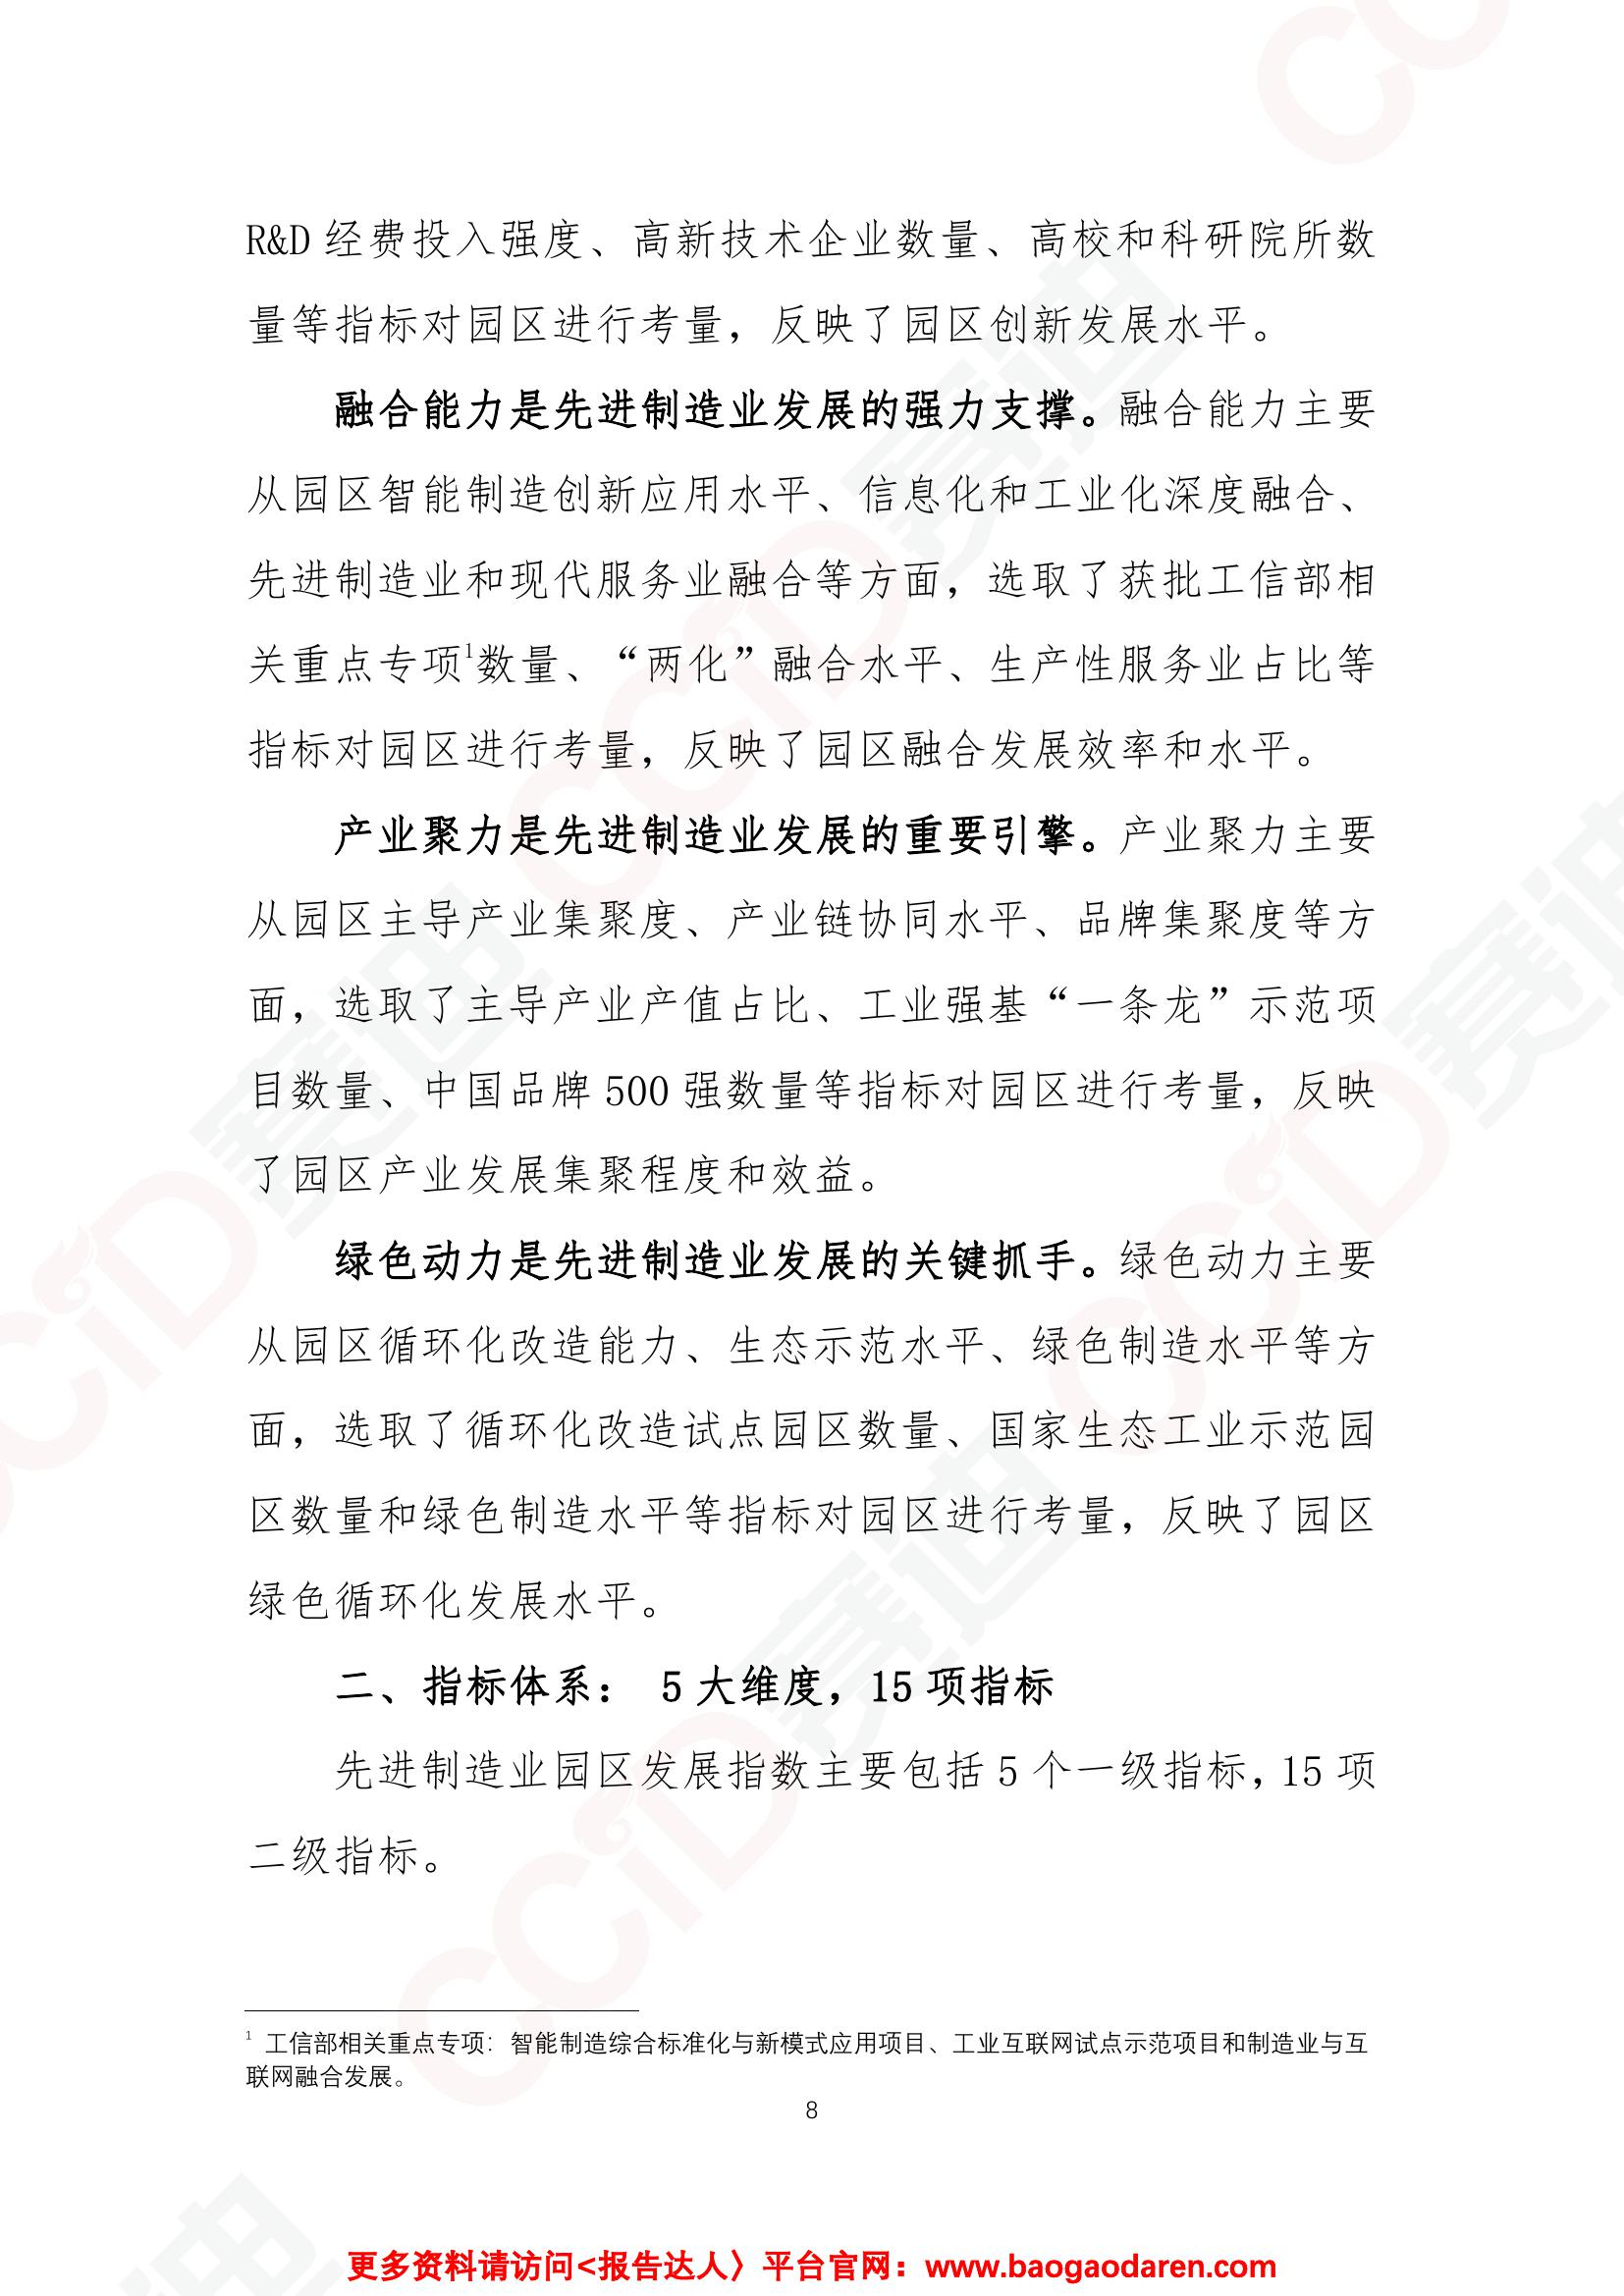 R&D 经费投入强度、高新技术企业数量、高校和科研院所数
量等指标对园区进行考量，反映了园区创新发展水平。
融合能力是先进制造业发展的强力支撑。融合能力主要
从园区智能制造创新应用水平、信息化和工业化深度融合、
先进制造业和现代服务业融合等方面，选取了获批工信部相
关重点专项1数量、“两化”融合水平、生产性服务业占比等
指标对园区进行考量，反映了园区融合发展效率和水平。
产业聚力是先进制造业发展的重要引擎。产业聚力主要
从园区主导产业集聚度、产业链协同水平、品牌集聚度等方
面，选取了主导产业产值占比、工业强基“一条龙”示范项
目数量、中国品牌 500 强数量等指标对园区进行考量，反映
了园区产业发展集聚程度和效益。
绿色动力是先进制造业发展的关键抓手。绿色动力主要
从园区循环化改造能力、生态示范水平、绿色制造水平等方
面，选取了循环化改造试点园区数量、国家生态工业示范园
区数量和绿色制造水平等指标对园区进行考量，反映了园区
绿色循环化发展水平。
二、指标体系： 5 大维度，15 项指标
先进制造业园区发展指数主要包括 5 个一级指标，15 项
二级指标。
1 工信部相关重点专项：智能制造综合标准化与新模式应用项目、工业互联网试点示范项目和制造业与互
联网融合发展。
8
更多资料请访问<报告达人〉平台官网：www.baogaodaren.com
CCiD赛迪
CCiD赛迪
CCiD赛迪
CCiD赛迪